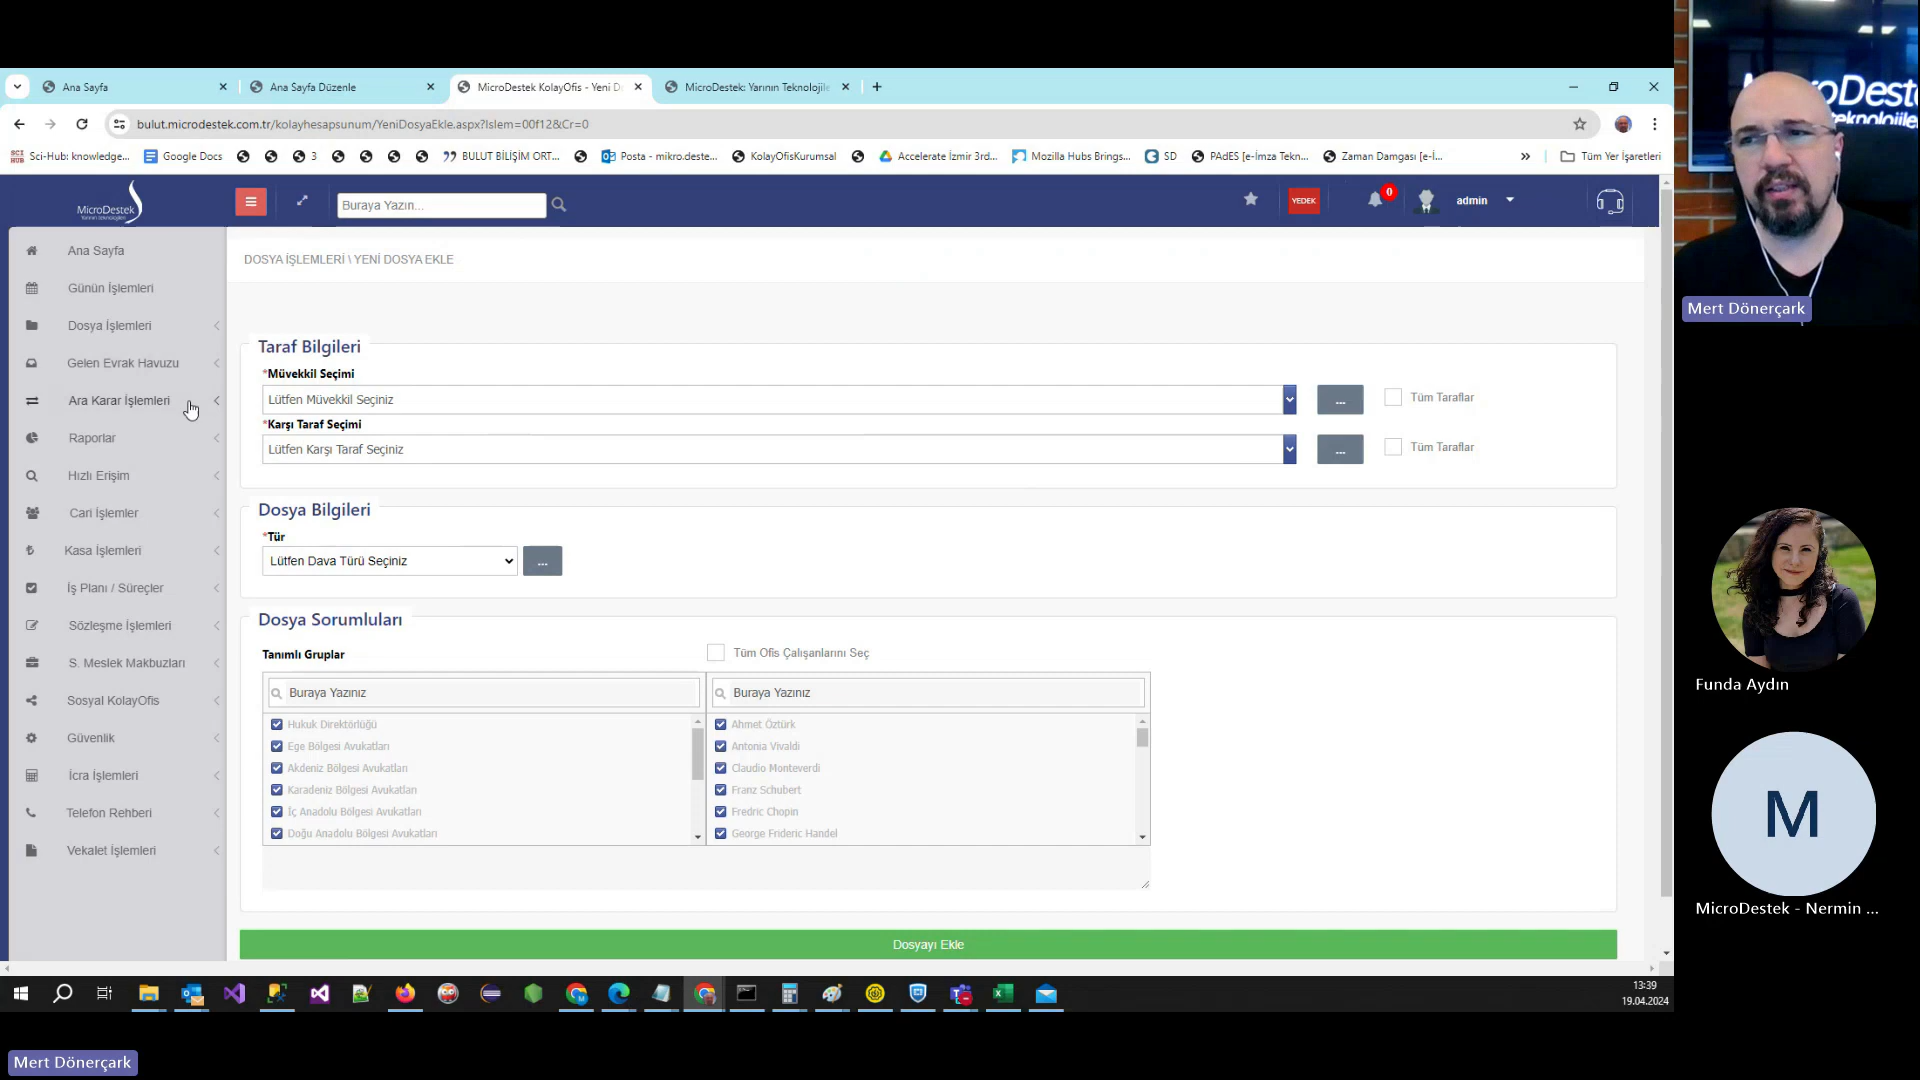 Ana Sayfa
Ana Sayfa Düzenle
MicroDestek KolayOfis - Yeni D
MicroDestek: Yarının Teknolojile
bulut.microdestek.com.tr/kolayhesapsunum/YeniDosyaEkle.aspx?Islem=00f12&Cr=0
Sci-Hub: knowledge...
Google Docs
3
BULUT BİLİŞİM ORT...
Posta - mikro.deste...
KolayOfisKurumsal
Accelerate İzmir 3rd...
Mozilla Hubs Brings...
SD
PAdES [e-İmza Tekn...
Zaman Damgası [e-İ...
Tüm Yer İşaretleri
MicroDestek
Buraya Yazın...
YEDEK
0
admin
Ana Sayfa
Günün İşlemleri
Dosya İşlemleri
Gelen Evrak Havuzu
Ara Karar İşlemleri
Raporlar
Hızlı Erişim
Cari İşlemler
Kasa İşlemleri
İş Planı / Süreçler
Sözleşme İşlemleri
S. Meslek Makbuzları
Sosyal KolayOfis
Güvenlik
İcra İşlemleri
Telefon Rehberi
Vekalet İşlemleri
DOSYA İŞLEMLERİ \ YENİ DOSYA EKLE
Taraf Bilgileri
*Müvekkil Seçimi
Lütfen Müvekkil Seçiniz
...
Tüm Taraflar
*Karşı Taraf Seçimi
Lütfen Karşı Taraf Seçiniz
...
Tüm Taraflar
Dosya Bilgileri
*Tür
Lütfen Dava Türü Seçiniz
...
Dosya Sorumluları
Tanımlı Gruplar
Tüm Ofis Çalışanlarını Seç
Buraya Yazınız
Buraya Yazınız
Hukuk Direktörlüğü
Ege Bölgesi Avukatları
Akdeniz Bölgesi Avukatları
Karadeniz Bölgesi Avukatları
İç Anadolu Bölgesi Avukatları
Doğu Anadolu Bölgesi Avukatları
Ahmet Öztürk
Antonia Vivaldi
Claudio Monteverdi
Franz Schubert
Fredric Chopin
George Frideric Handel
Dosyayı Ekle
13:39
19.04.2024
Mert Dönerçark
Funda Aydın
M
MicroDestek - Nermin ...
Mert Dönerçark